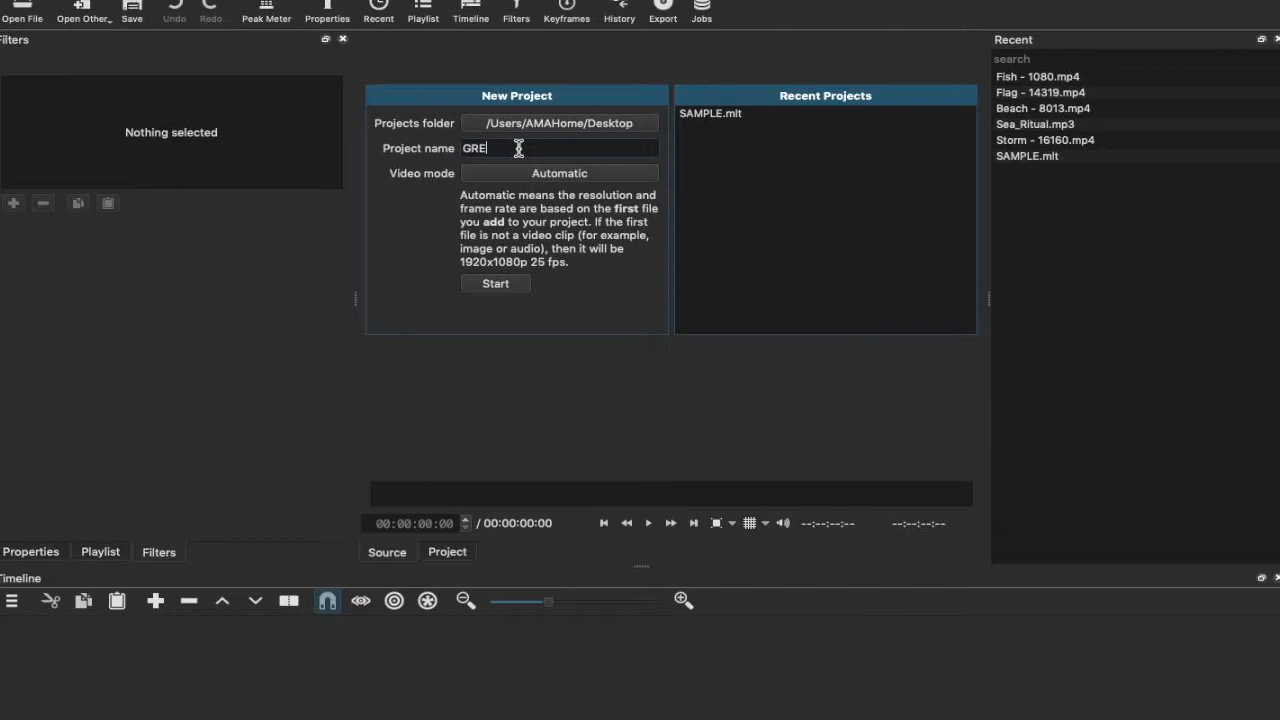 Open File Open Other.. Save Undo Redo Peak Meter Properties Recent Playlist Timeline Filters Keyframes History Export Jobs
Filters
Nothing selected
New Project
Projects folder /Users/AMAHome/Desktop
Project name GRE
Video mode Automatic
Automatic means the resolution and
frame rate are based on the first file
you add to your project. If the first
file is not a video clip (for example,
image or audio), then it will be
1920x1080p 25 fps.
Start
Recent Projects
SAMPLE.mlt
Recent
search
Fish - 1080.mp4
Flag - 14319.mp4
Beach - 8013.mp4
Sea_Ritual.mp3
Storm - 16160.mp4
SAMPLE.mlt
00:00:00:00 / 00:00:00:00 --:--:--:-- --:--:--:--
Properties Playlist Filters
Source Project
Timeline